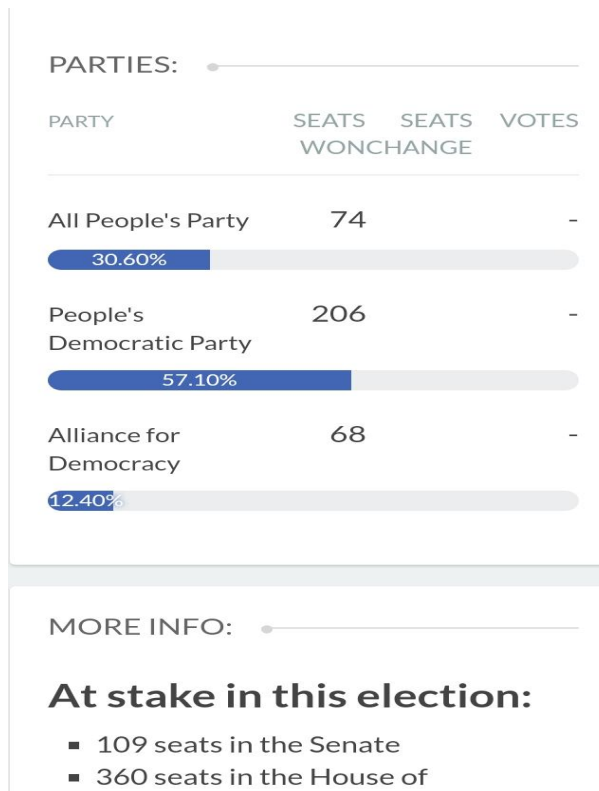 PARTIES:
PARTY SEATS SEATS VOTES
WONCHANGE
All People's Party 74 -
30.60%
People's 206 -
Democratic Party
57.10%
Alliance for 68 -
Democracy
12.40%
MORE INFO:
At stake in this election:
▪ 109 seats in the Senate
▪ 360 seats in the House of